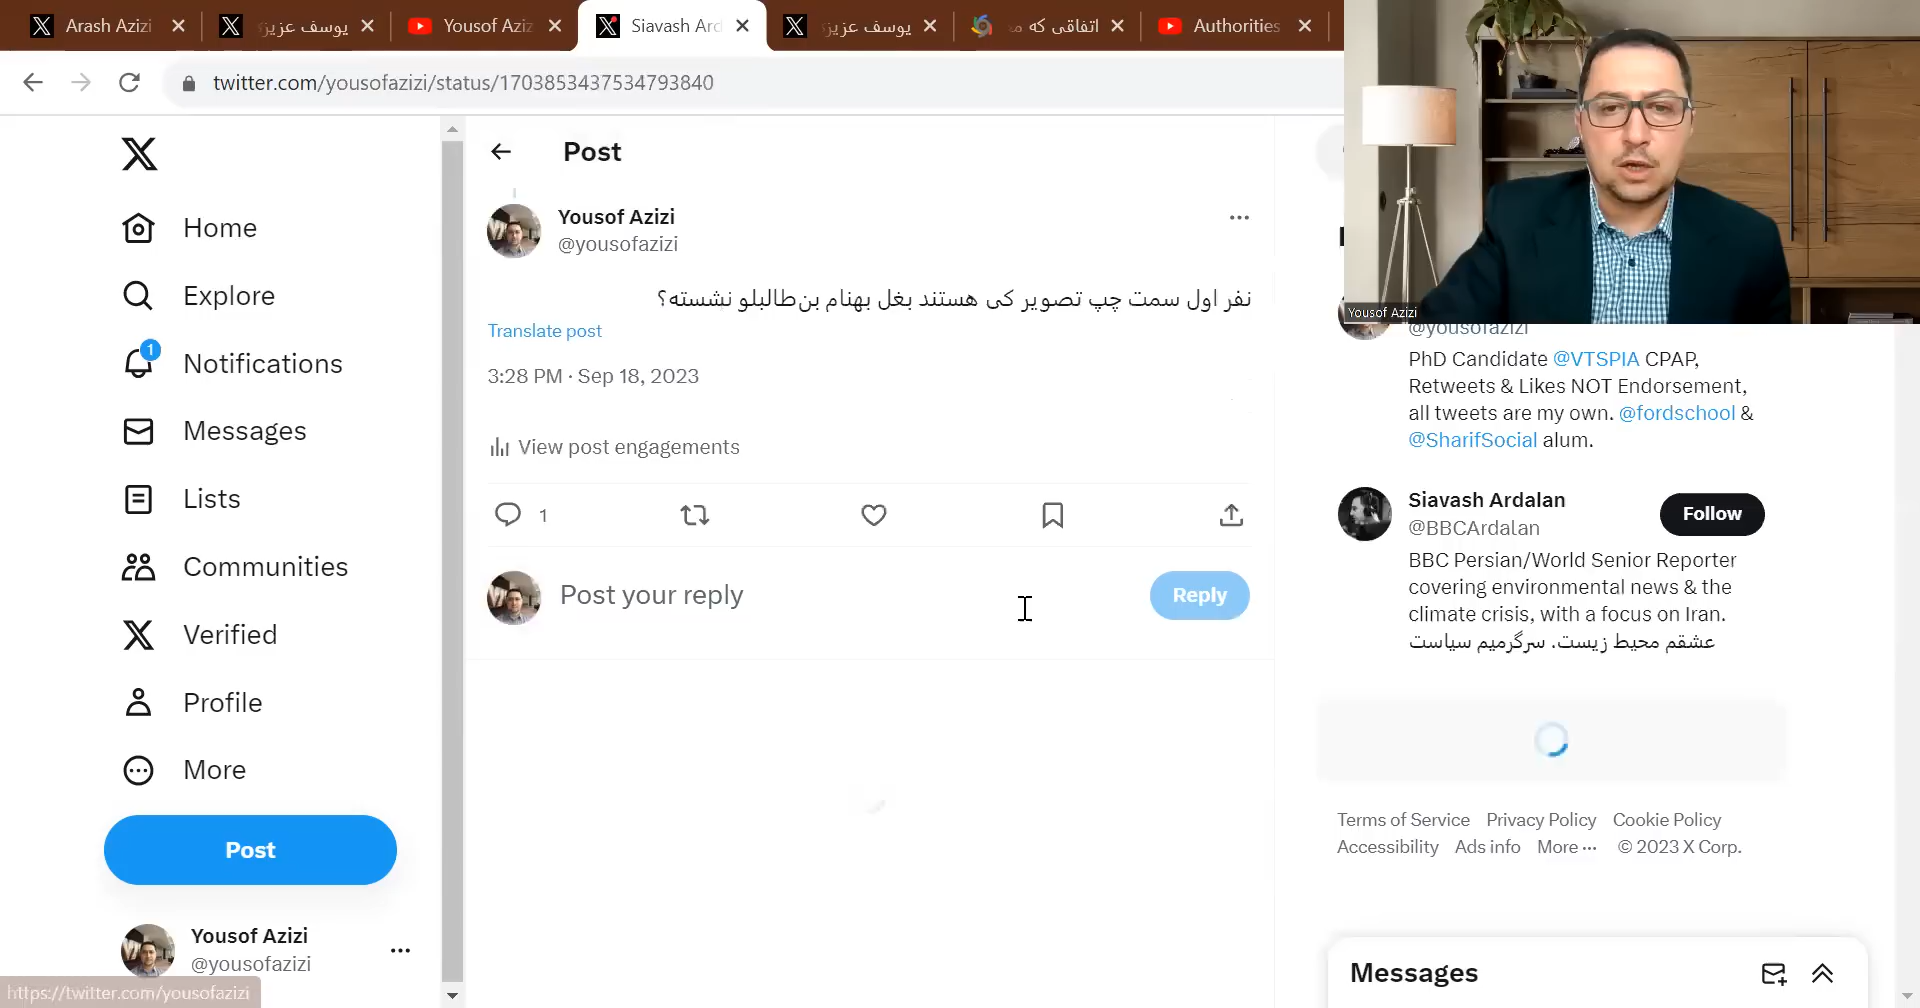 Arash Azizi
یوسف عزیزی
Yousof Aziz
Siavash Ard
یوسف عزیزی
اتفاقی که مد
Authorities
twitter.com/yousofazizi/status/1703853437534793840
Home
Explore
1
Notifications
Messages
Lists
Communities
Verified
Profile
More
Post
Yousof Azizi
@yousofazizi
https://twitter.com/yousofazizi
Post
Yousof Azizi
@yousofazizi
نفر اول سمت چپ تصویر کی هستند بغل بهنام بن‌طالبلو نشسته؟
Translate post
3:28 PM · Sep 18, 2023
View post engagements
1
Post your reply
Reply
Yousof Azizi
@yousofazizi
PhD Candidate @VTSPIA CPAP,
Retweets & Likes NOT Endorsement,
all tweets are my own. @fordschool &
@SharifSocial alum.
Siavash Ardalan
@BBCArdalan
Follow
BBC Persian/World Senior Reporter
covering environmental news & the
climate crisis, with a focus on Iran.
عشقم محیط زیست، سرگرمیم سیاست
Terms of Service Privacy Policy Cookie Policy
Accessibility Ads info More ··· © 2023 X Corp.
Messages